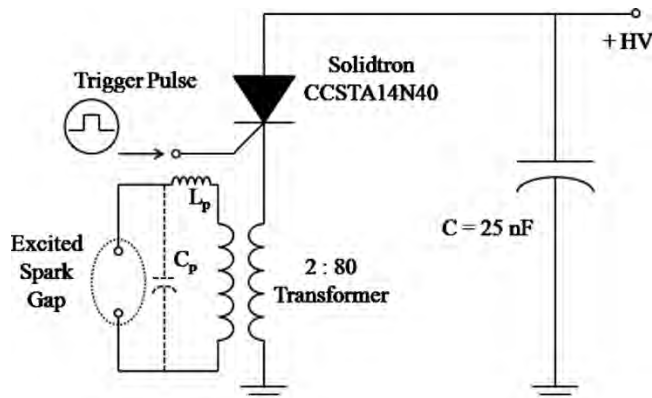 + HV
Solidtron
CCSTA14N40
Trigger Pulse
Lp
Cp
Excited
Spark
Gap
2 : 80
Transformer
C = 25 nF